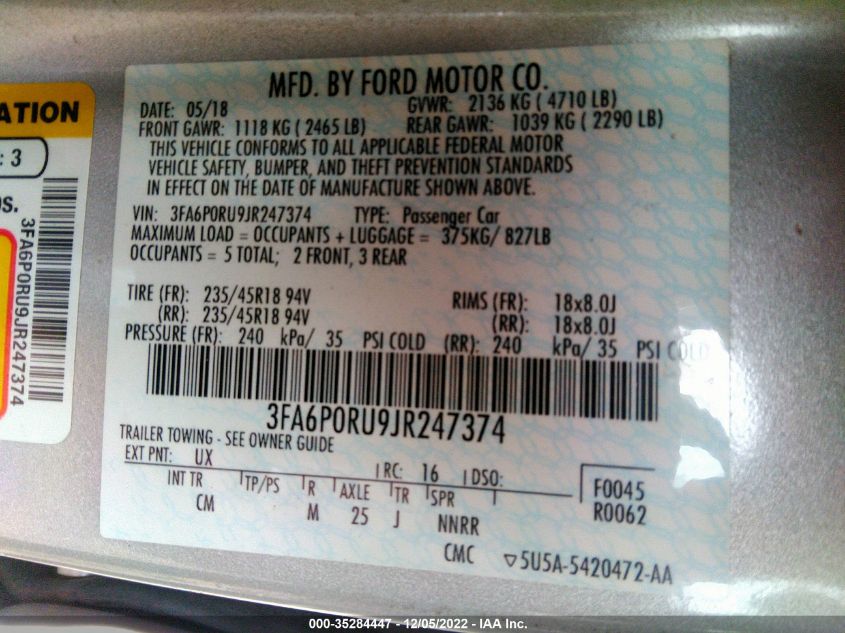 ATION
: 3
OS.
3FA6P0RU9JR247374
MFD. BY FORD MOTOR CO.
DATE: 05/18 GVWR: 2136 KG ( 4710 LB)
FRONT GAWR: 1118 KG ( 2465 LB) REAR GAWR: 1039 KG ( 2290 LB)
THIS VEHICLE CONFORMS TO ALL APPLICABLE FEDERAL MOTOR
VEHICLE SAFETY, BUMPER, AND THEFT PREVENTION STANDARDS
IN EFFECT ON THE DATE OF MANUFACTURE SHOWN ABOVE.
VIN: 3FA6P0RU9JR247374 TYPE: Passenger Car
MAXIMUM LOAD = OCCUPANTS + LUGGAGE = 375KG/ 827LB
OCCUPANTS = 5 TOTAL; 2 FRONT, 3 REAR
TIRE (FR): 235/45R18 94V RIMS (FR): 18x8.0J
(RR): 235/45R18 94V (RR): 18x8.0J
PRESSURE (FR): 240 kPa/ 35 PSI COLD (RR): 240 kPa/ 35 PSI COLD
3FA6P0RU9JR247374
TRAILER TOWING - SEE OWNER GUIDE
EXT PNT: UX RC: 16 DSO: F0045
INT TR TP/PS R AXLE TR SPR R0062
CM M 25 J NNRR
CMC ▽5U5A-5420472-AA
000-35284447 - 12/05/2022 - IAA Inc.